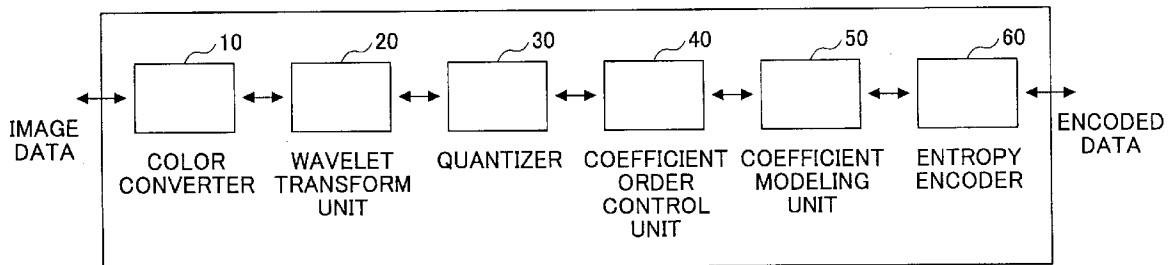 10 20 30 40 50 60
IMAGE
DATA
COLOR
CONVERTER
WAVELET
TRANSFORM
UNIT
QUANTIZER
COEFFICIENT
ORDER
CONTROL
UNIT
COEFFICIENT
MODELING
UNIT
ENTROPY
ENCODER
ENCODED
DATA